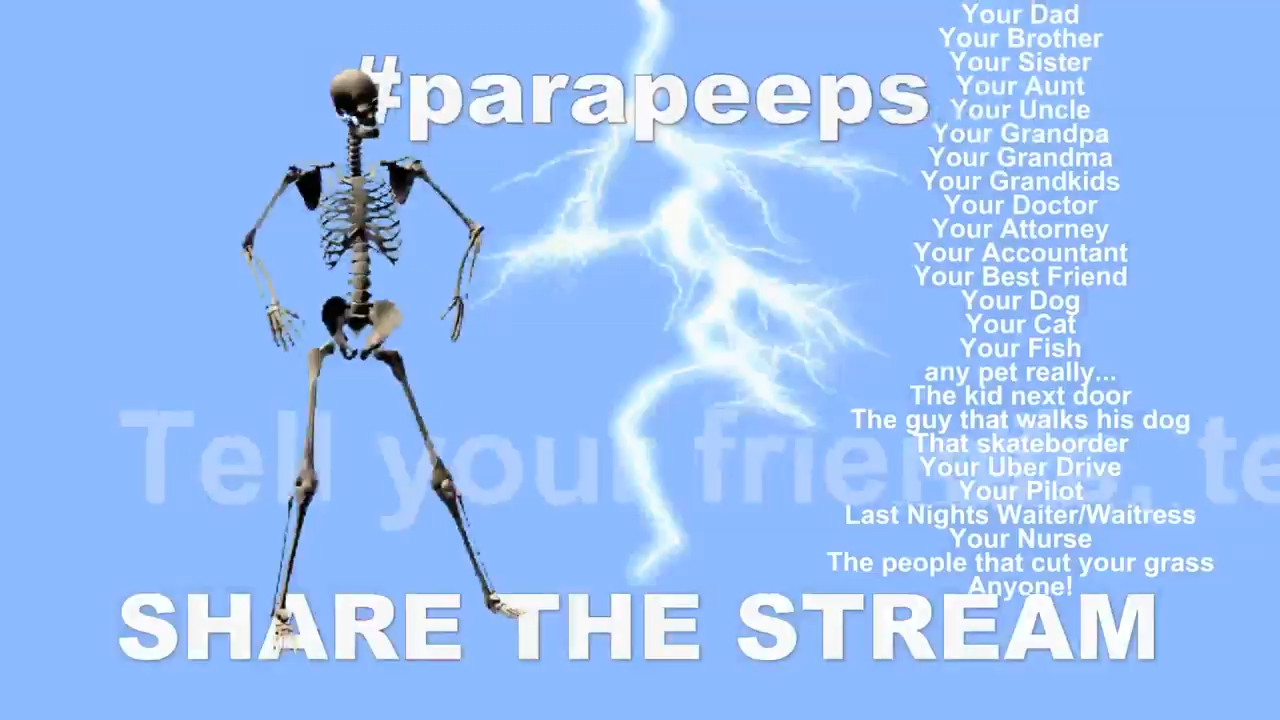 Your Dad
Your Brother
Your Sister
#parapeeps
Your Aunt
Your Uncle
Your Grandpa
Your Grandma
Your Grandkids
Your Doctor
Your Attorney
Your Accountant
Your Best Friend
Your Dog
Your Cat
Your Fish
any pet really...
The kid next door
The guy that walks his dog
That skateborder
Tell your friends, te
Your Uber Drive
Your Pilot
Last Nights Waiter/Waitress
Your Nurse
The people that cut your grass
Anyone!
SHARE THE STREAM